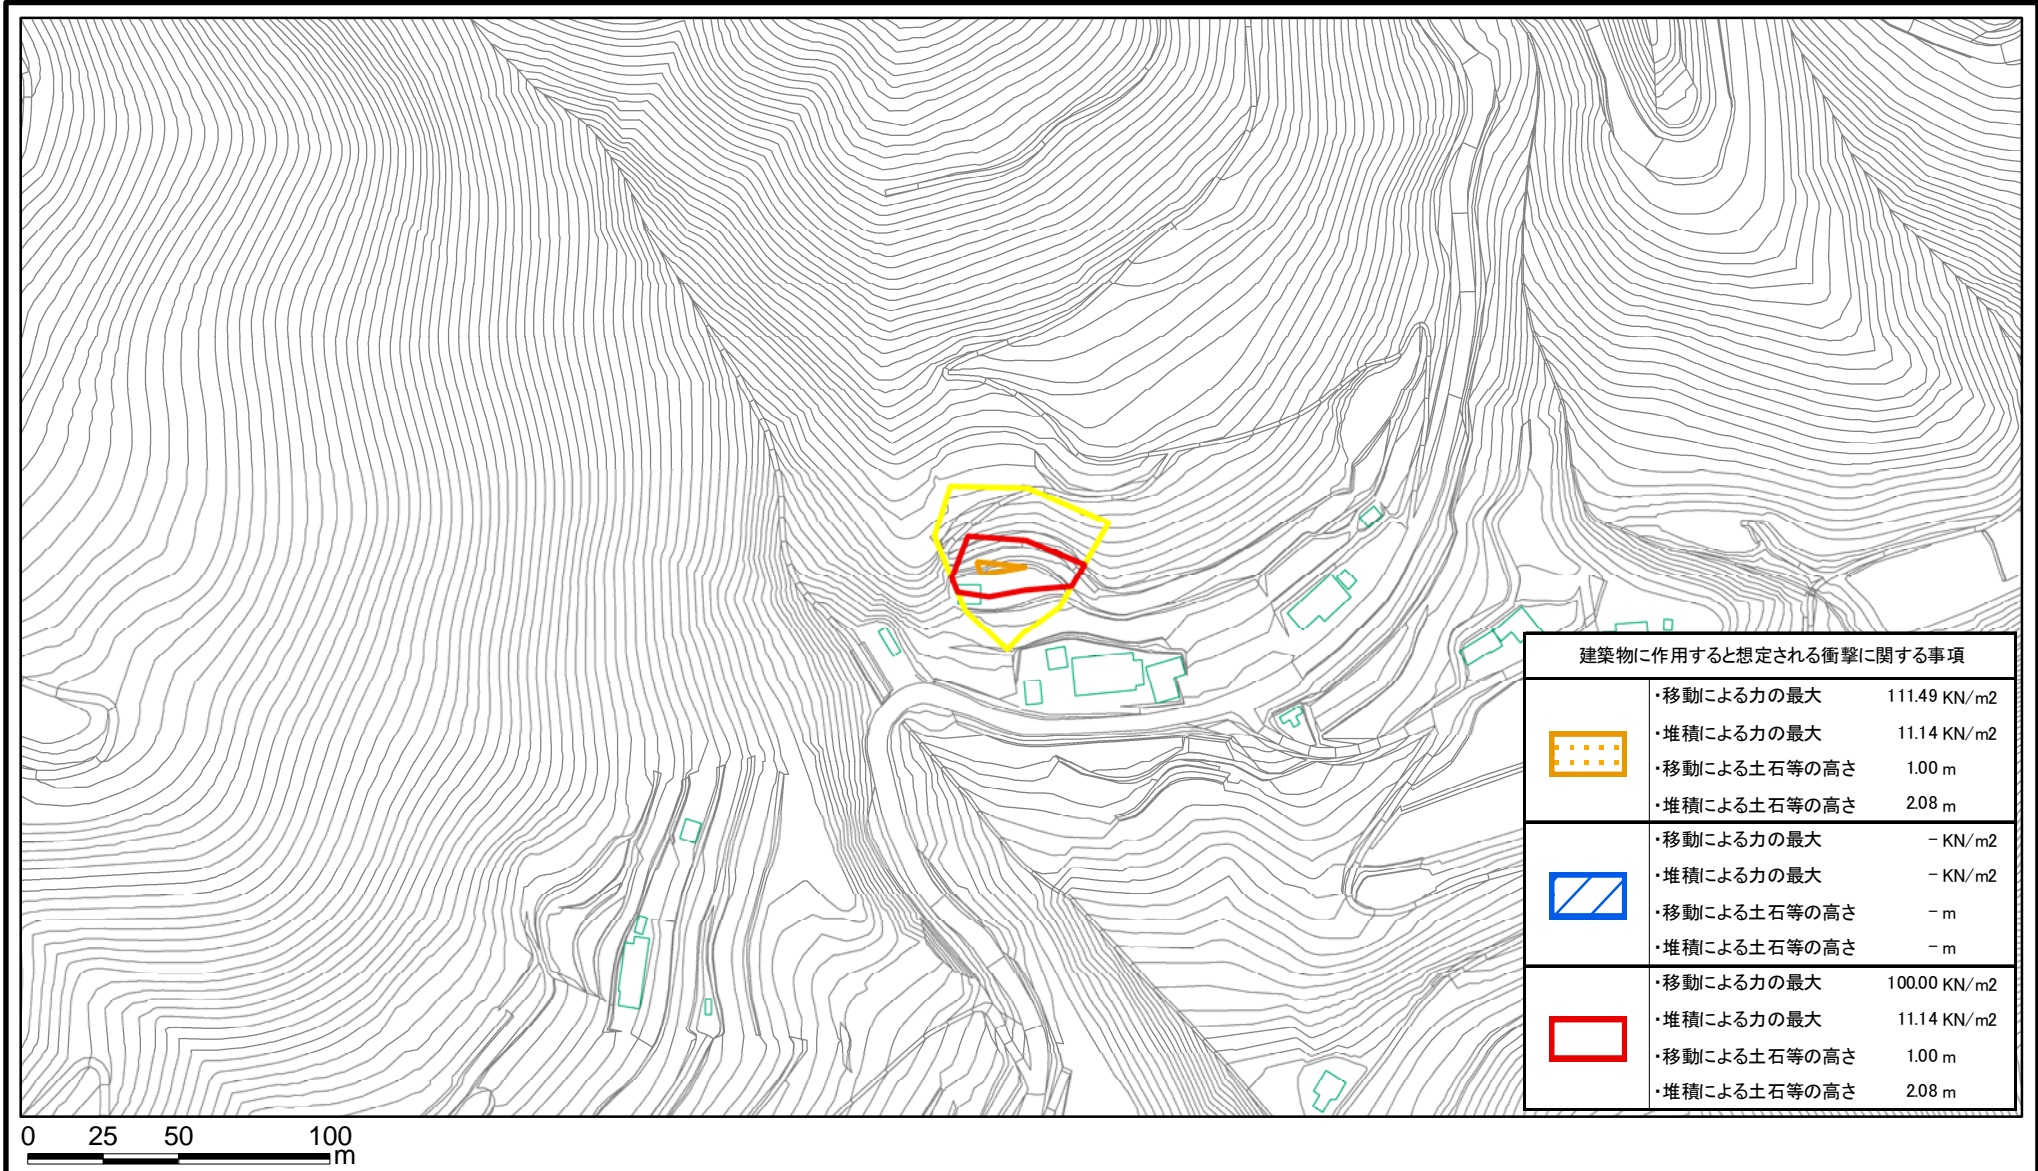 建築物に作用すると想定される衝撃に関する事項
・移動による力の最大 111.49 KN/m2
・堆積による力の最大 11.14 KN/m2
・移動による土石等の高さ 1.00 m
・堆積による土石等の高さ 2.08 m
・移動による力の最大 － KN/m2
・堆積による力の最大 － KN/m2
・移動による土石等の高さ － m
・堆積による土石等の高さ － m
・移動による力の最大 100.00 KN/m2
・堆積による力の最大 11.14 KN/m2
・移動による土石等の高さ 1.00 m
・堆積による土石等の高さ 2.08 m
0 25 50 100
m